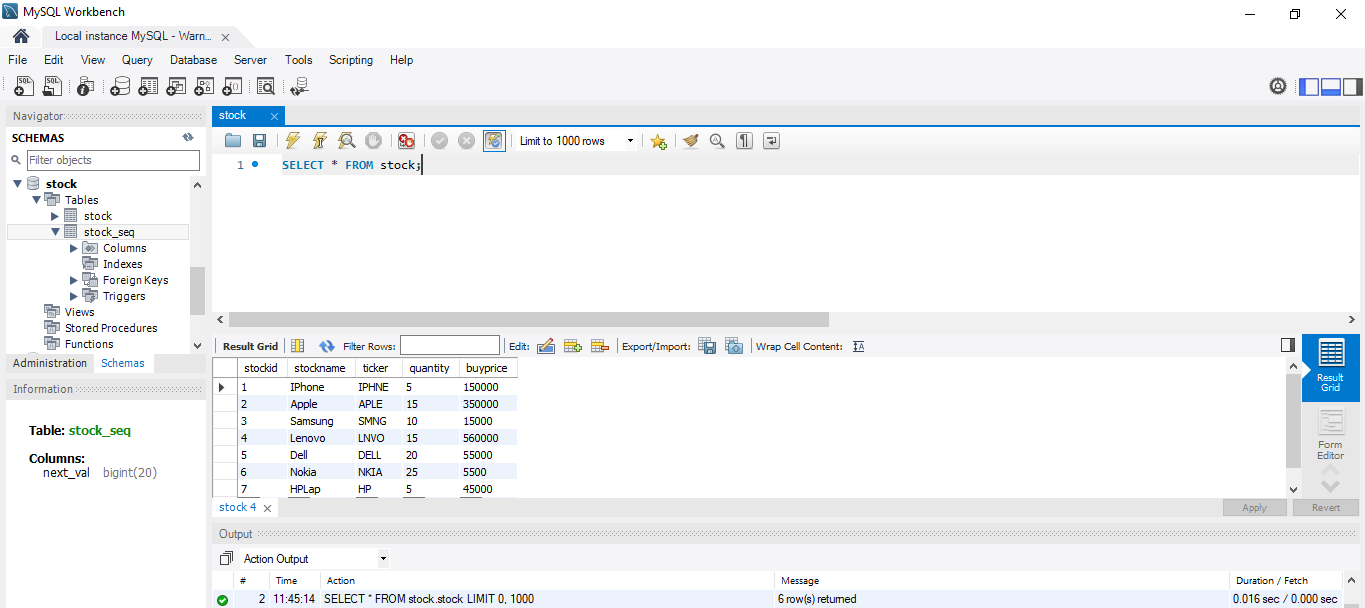 MySQL Workbench
Local instance MySQL - Warn...
File Edit View Query Database Server Tools Scripting Help
Navigator
SCHEMAS
Filter objects
stock
Tables
stock
stock_seq
Columns
Indexes
Foreign Keys
Triggers
Views
Stored Procedures
Functions
Administration Schemas
Information
Table: stock_seq
Columns:
next_val bigint(20)
stock
Limit to 1000 rows
1 SELECT * FROM stock;
Result Grid Filter Rows: Edit: Export/Import: Wrap Cell Content:
stockid stockname ticker quantity buyprice
1 IPhone IPHNE 5 150000
2 Apple APLE 15 350000
3 Samsung SMNG 10 15000
4 Lenovo LNVO 15 560000
5 Dell DELL 20 55000
6 Nokia NKIA 25 5500
7 HPLap HP 5 45000
Result
Grid
Form
Editor
stock 4
Apply Revert
Output
Action Output
# Time Action Message Duration / Fetch
2 11:45:14 SELECT * FROM stock.stock LIMIT 0, 1000 6 row(s) returned 0.016 sec / 0.000 sec